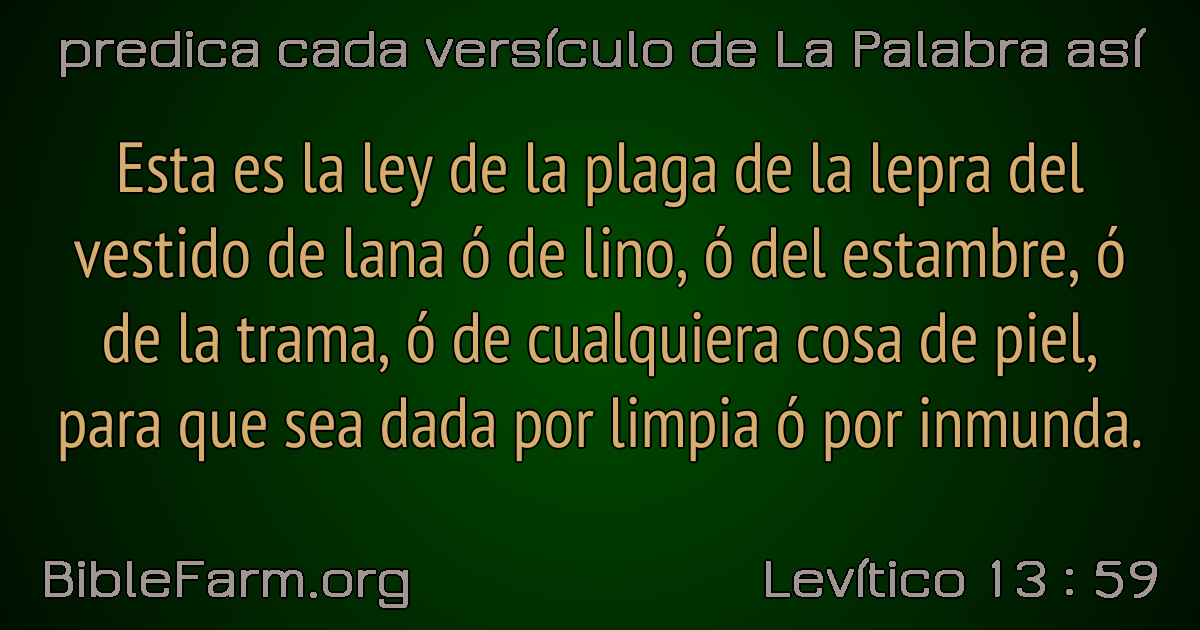 predica cada versículo de La Palabra así
Esta es la ley de la plaga de la lepra del
vestido de lana ó de lino, ó del estambre, ó
de la trama, ó de cualquiera cosa de piel,
para que sea dada por limpia ó por inmunda.
BibleFarm.org
Levítico 13 : 59